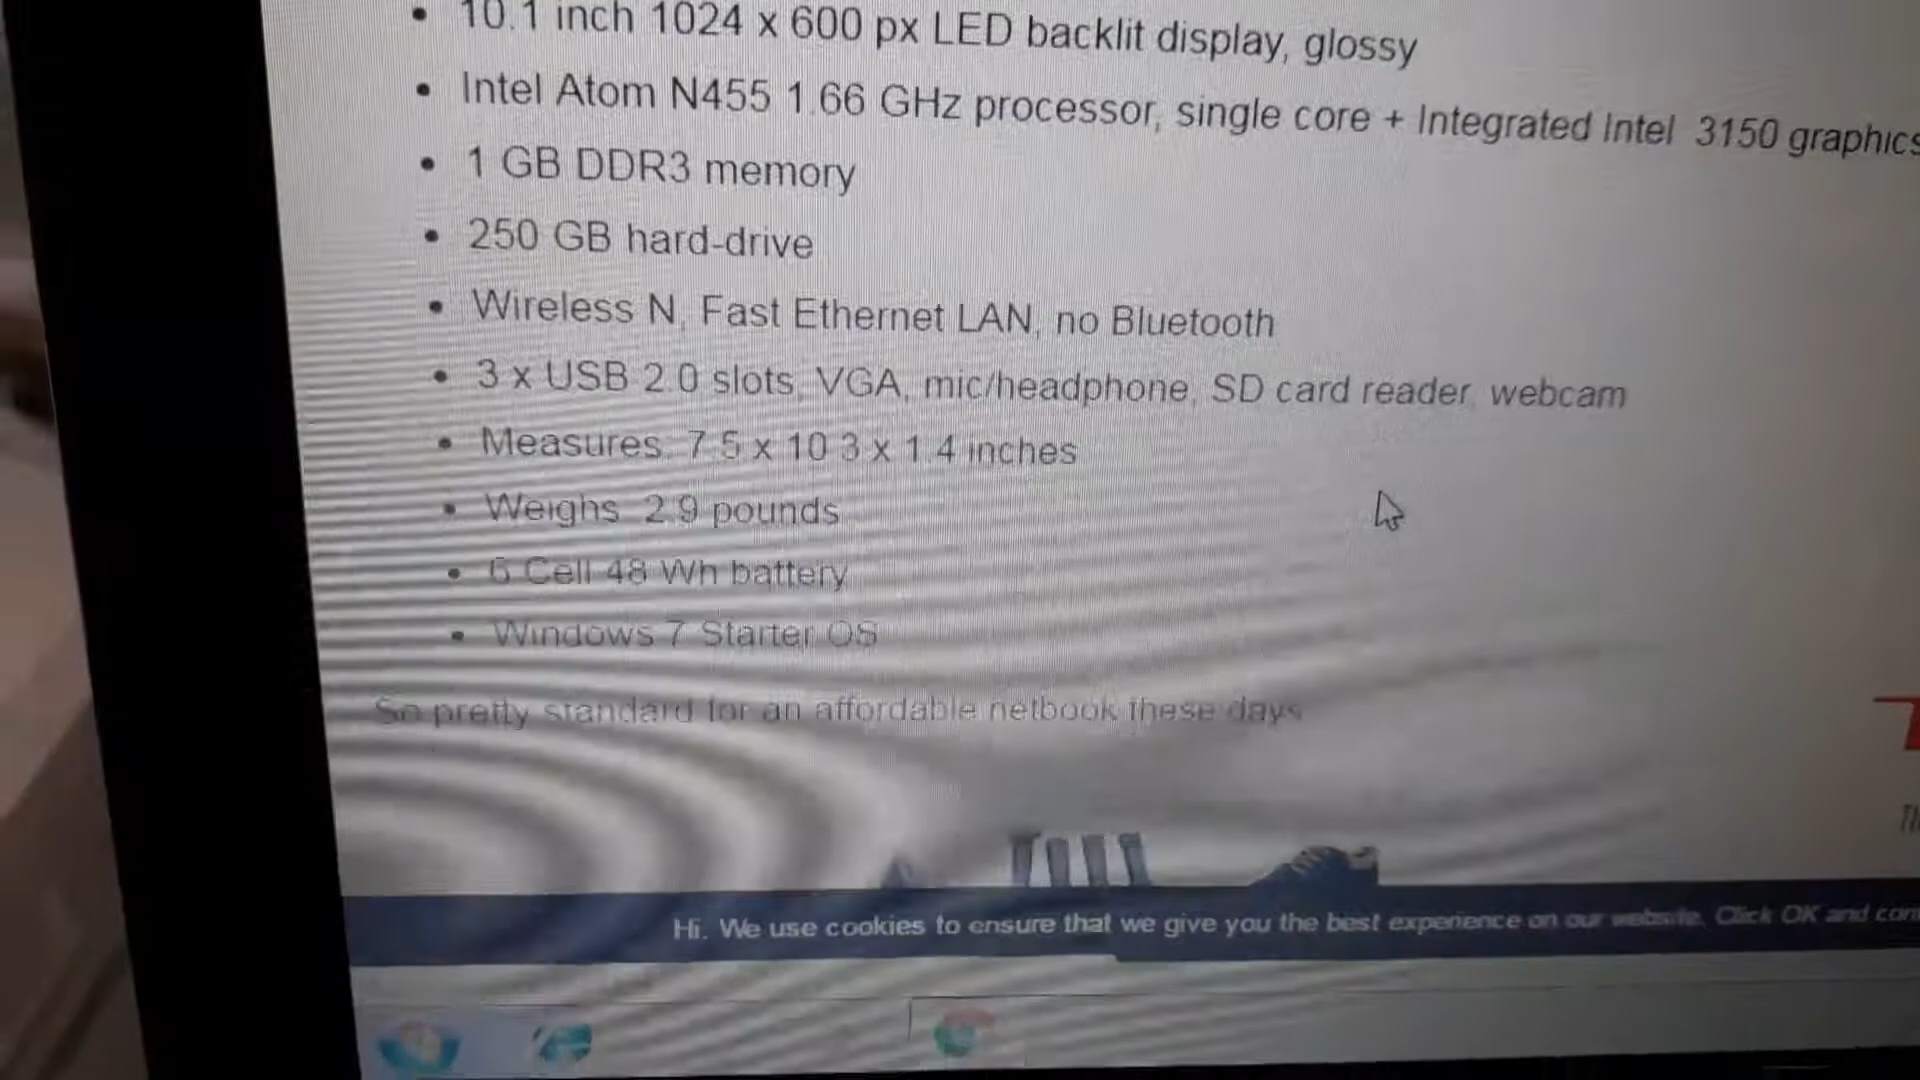 10.1 inch 1024 x 600 px LED backlit display, glossy
Intel Atom N455 1.66 GHz processor, single core + Integrated Intel 3150 graphics
1 GB DDR3 memory
250 GB hard-drive
Wireless N, Fast Ethernet LAN, no Bluetooth
3 x USB 2.0 slots, VGA, mic/headphone, SD card reader, webcam
Measures 7.5 x 10.3 x 1.4 inches
Weighs 2.9 pounds
6 Cell 48 Wh battery
Windows 7 Starter OS
So pretty standard for an affordable netbook these days
Hi. We use cookies to ensure that we give you the best experience on our website. Click OK and con